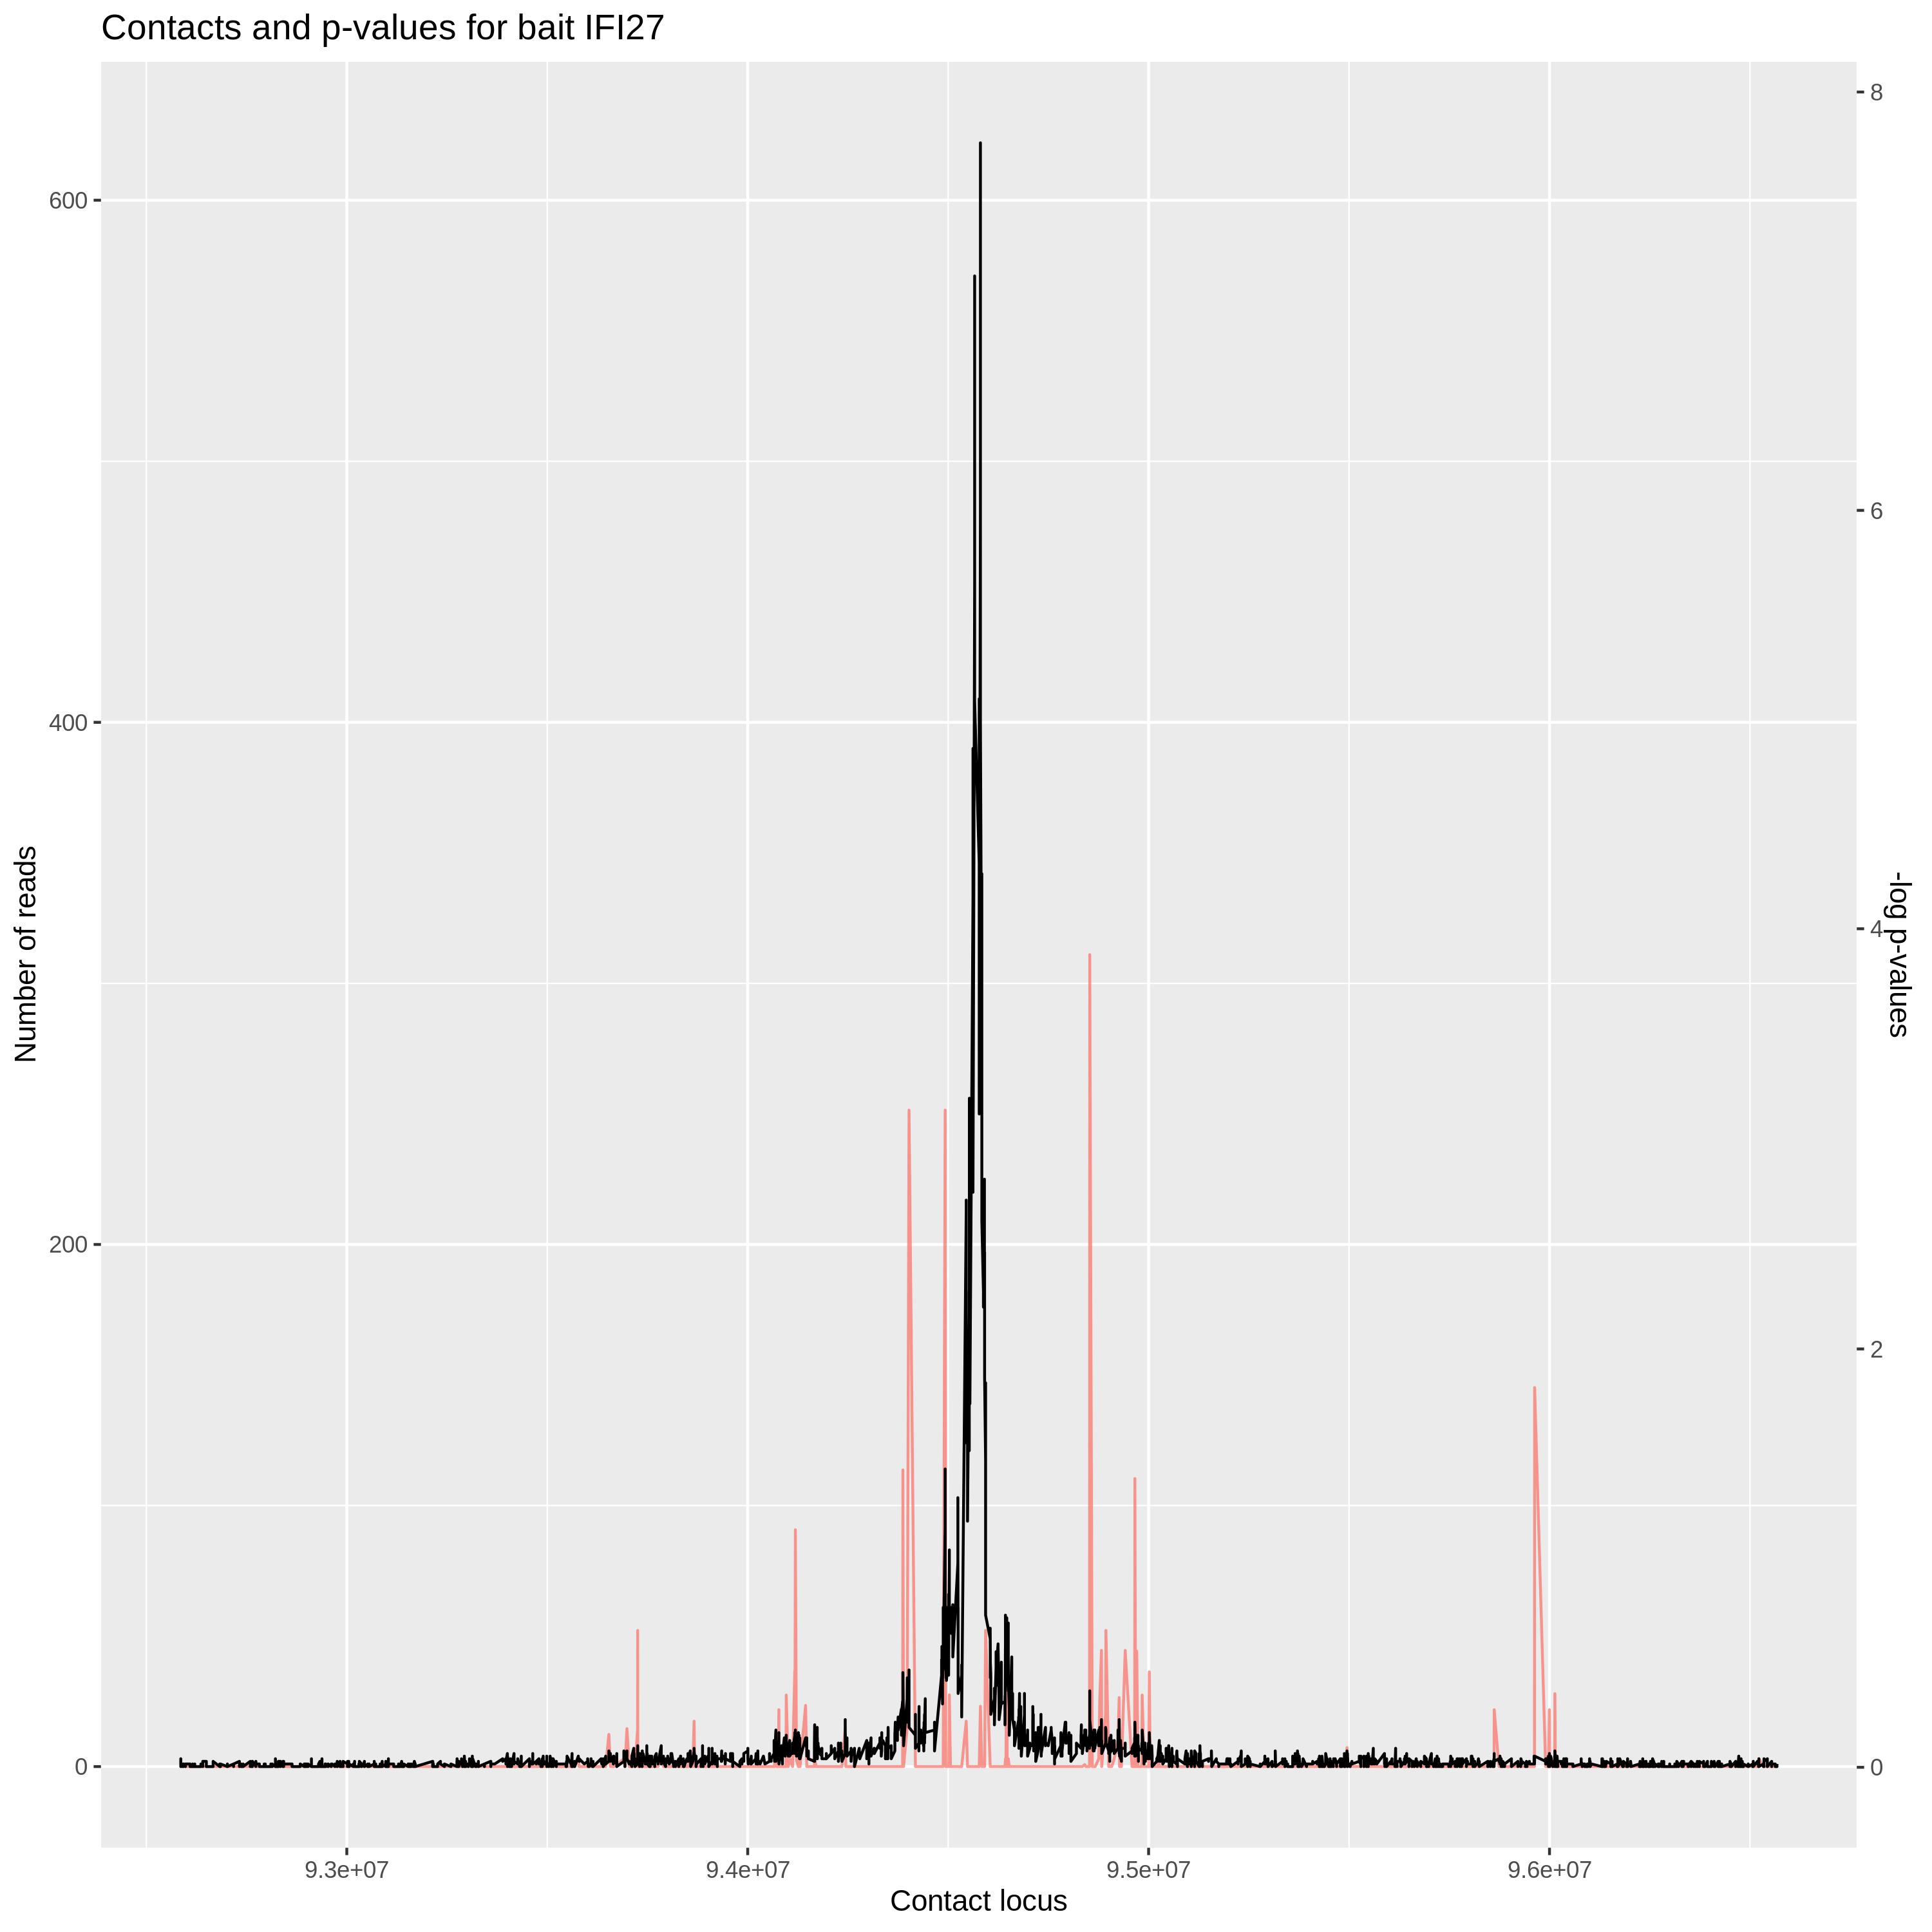 Contacts and p-values for bait IFI27
Number of reads
600
400
200
0
8
6
4
2
0
-log p-values
9.3e+07
9.4e+07
9.5e+07
9.6e+07
Contact locus